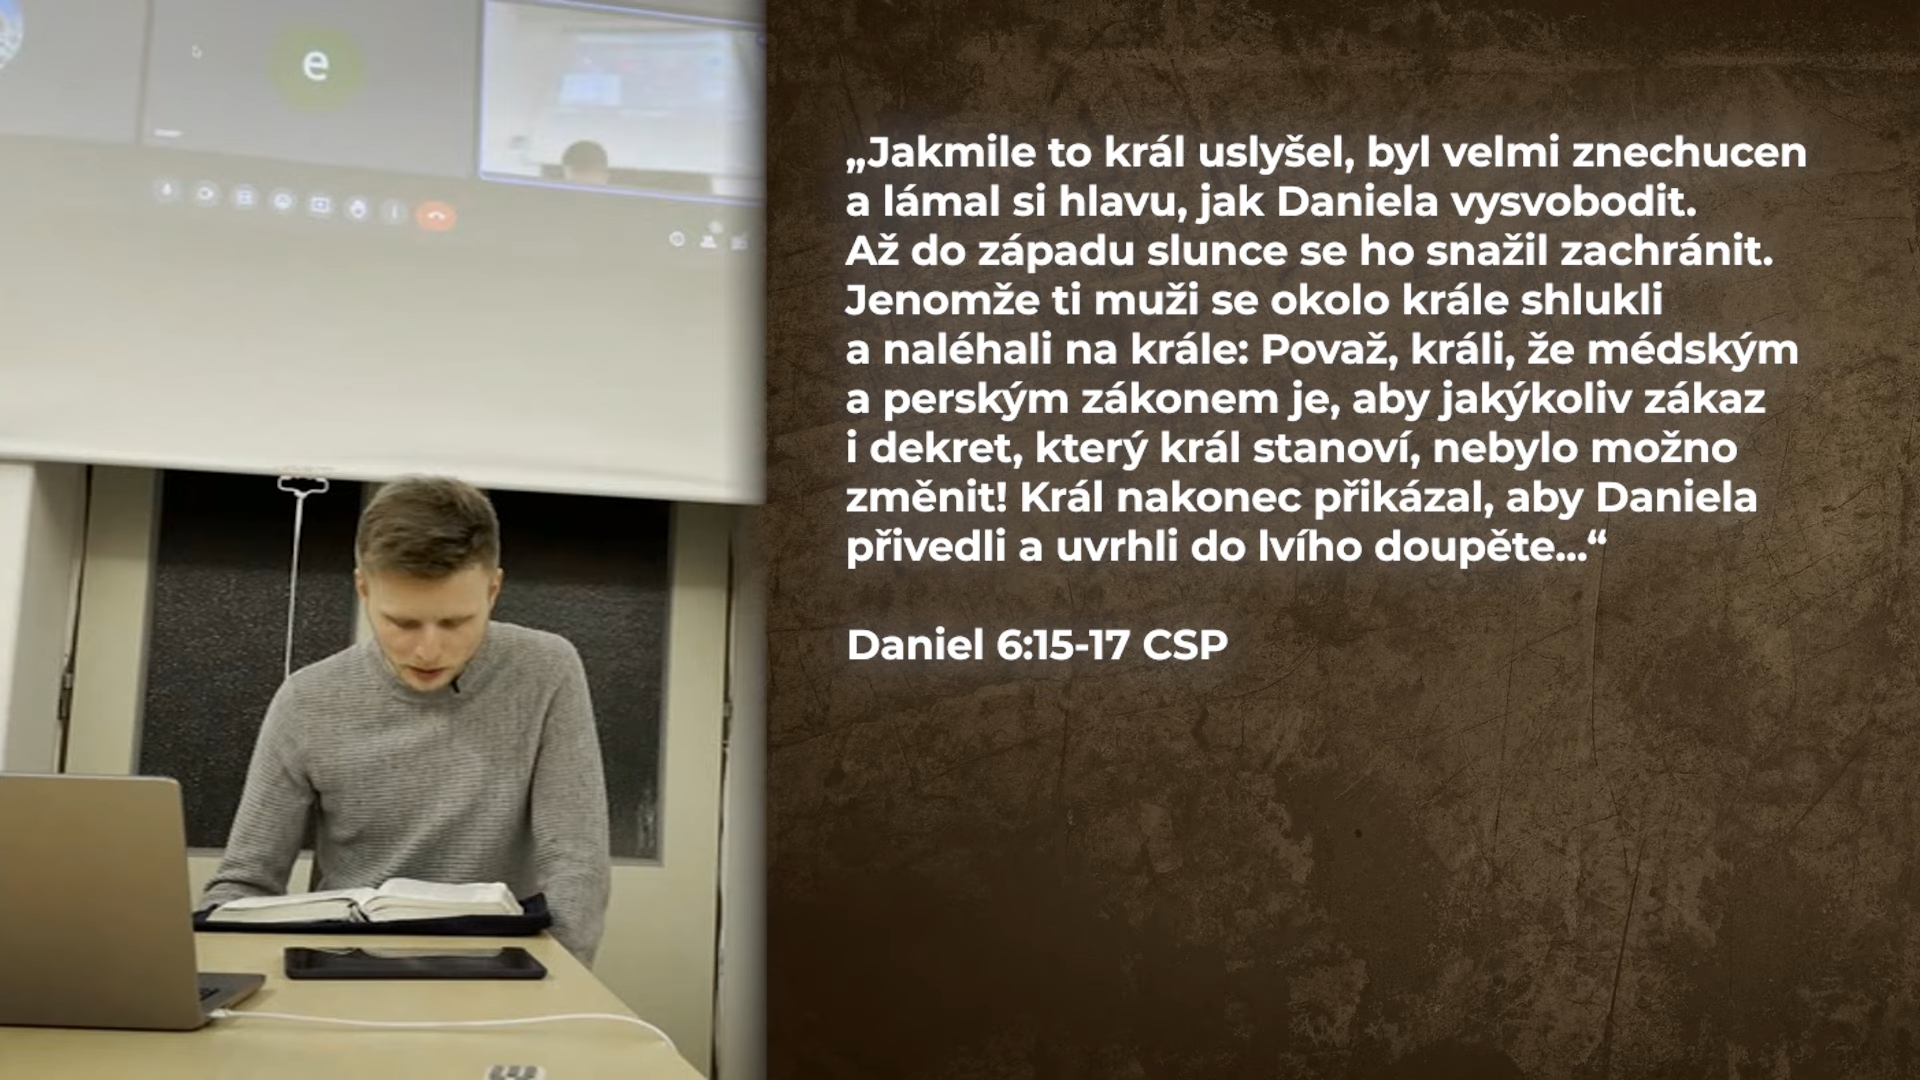 e
„Jakmile to král uslyšel, byl velmi znechucen
a lámal si hlavu, jak Daniela vysvobodit.
Až do západu slunce se ho snažil zachránit.
Jenomže ti muži se okolo krále shlukli
a naléhali na krále: Považ, králi, že médským
a perským zákonem je, aby jakýkoliv zákaz
i dekret, který král stanoví, nebylo možno
změnit! Král nakonec přikázal, aby Daniela
přivedli a uvrhli do lvího doupěte...“
Daniel 6:15-17 CSP